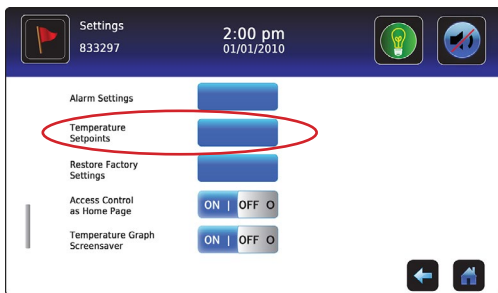 Settings
833297
2:00 pm
01/01/2010
Alarm Settings
Temperature
Setpoints
Restore Factory
Settings
Access Control
as Home Page
ON | OFF O
Temperature Graph
Screensaver
ON | OFF O